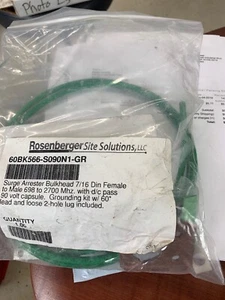 Photo
Rosenberger Site Solutions, LLC
60BK566-S090N1-GR
Surge Arrester Bulkhead 7/16 Din Female
to Male 698 to 2700 Mhz. with d/c pass
90 volt capsule. Grounding kit w/ 60"
lead and loose 2-hole lug included.
QUANTITY